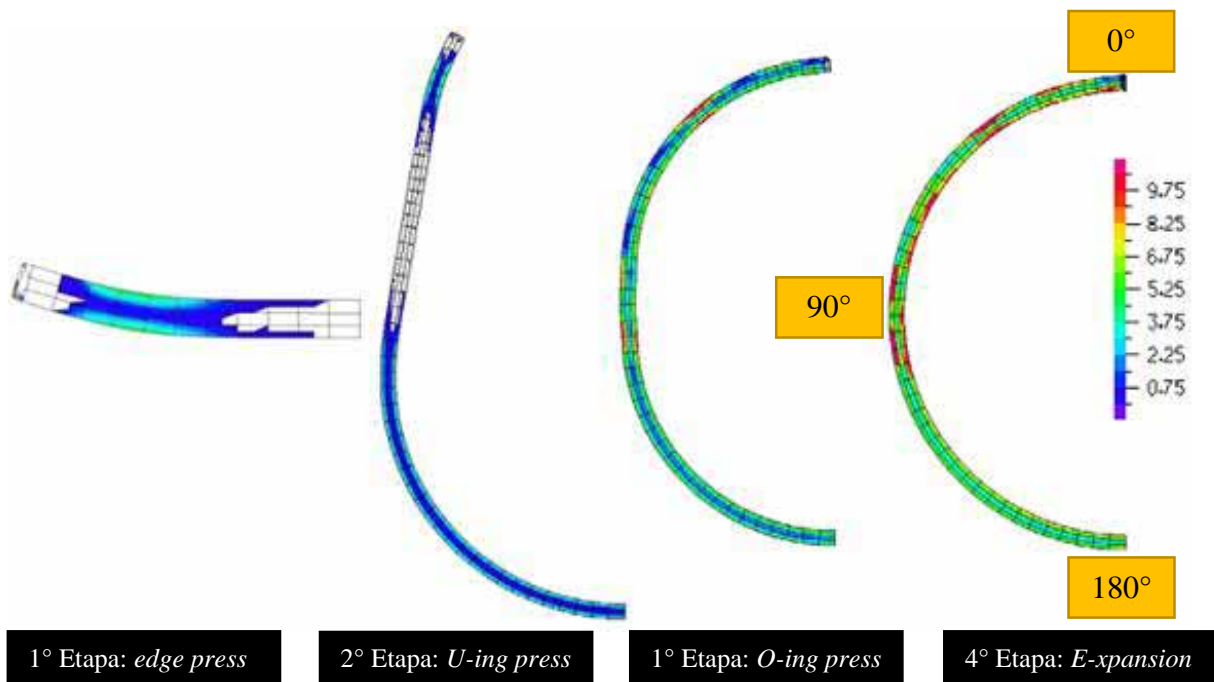 0°
9.75
8.25
6.75
5.25
3.75
2.25
0.75
90°
180°
1° Etapa: edge press
2° Etapa: U-ing press
1° Etapa: O-ing press
4° Etapa: E-xpansion